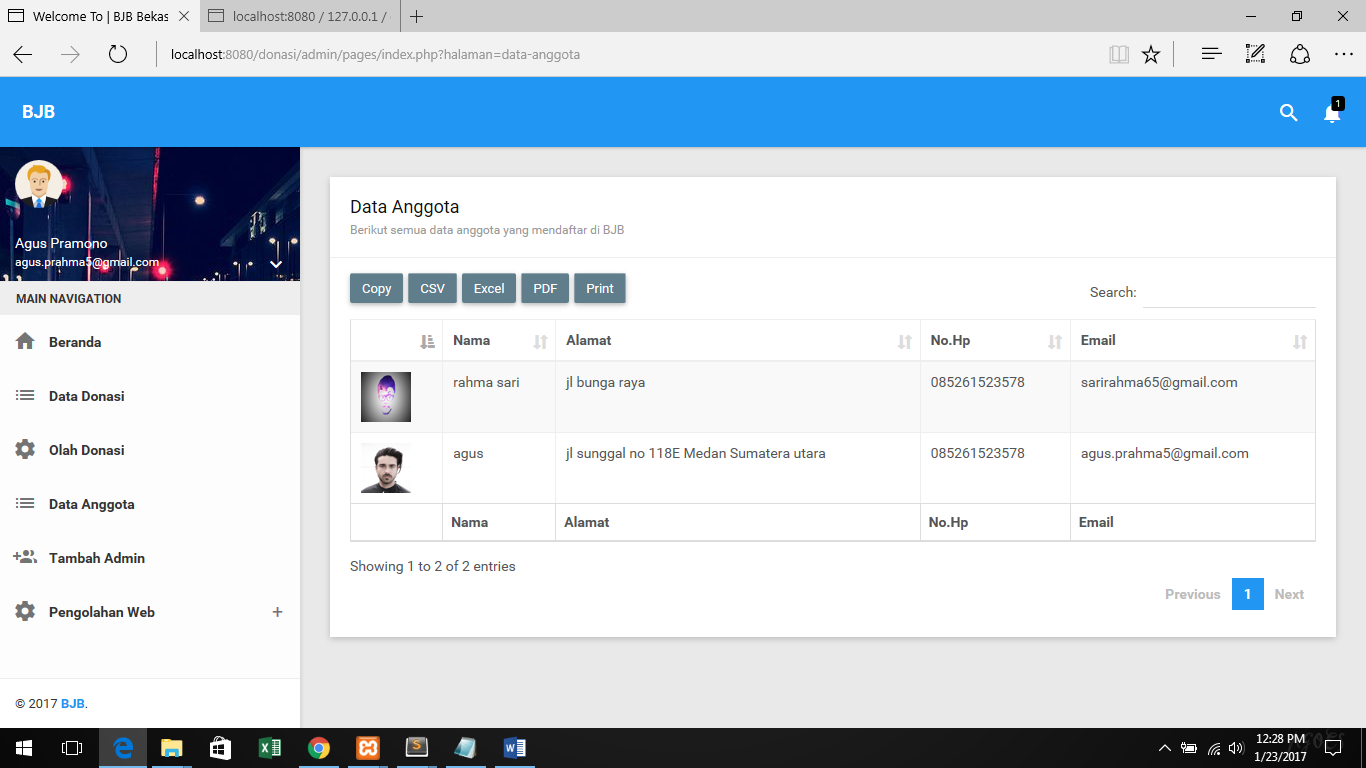 Welcome To | BJB Bekas
localhost:8080 / 127.0.0.1 /
localhost:8080/donasi/admin/pages/index.php?halaman=data-anggota
BJB
1
Agus Pramono
agus.prahma5@gmail.com
MAIN NAVIGATION
Beranda
Data Donasi
Olah Donasi
Data Anggota
Tambah Admin
Pengolahan Web
© 2017 BJB.
Data Anggota
Berikut semua data anggota yang mendaftar di BJB
Copy CSV Excel PDF Print
Search:
Nama Alamat No.Hp Email
rahma sari jl bunga raya 085261523578 sarirahma65@gmail.com
agus jl sunggal no 118E Medan Sumatera utara 085261523578 agus.prahma5@gmail.com
Nama Alamat No.Hp Email
Showing 1 to 2 of 2 entries
Previous 1 Next
12:28 PM
1/23/2017